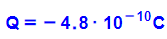 Q = −4.8 · 10⁻¹⁰C